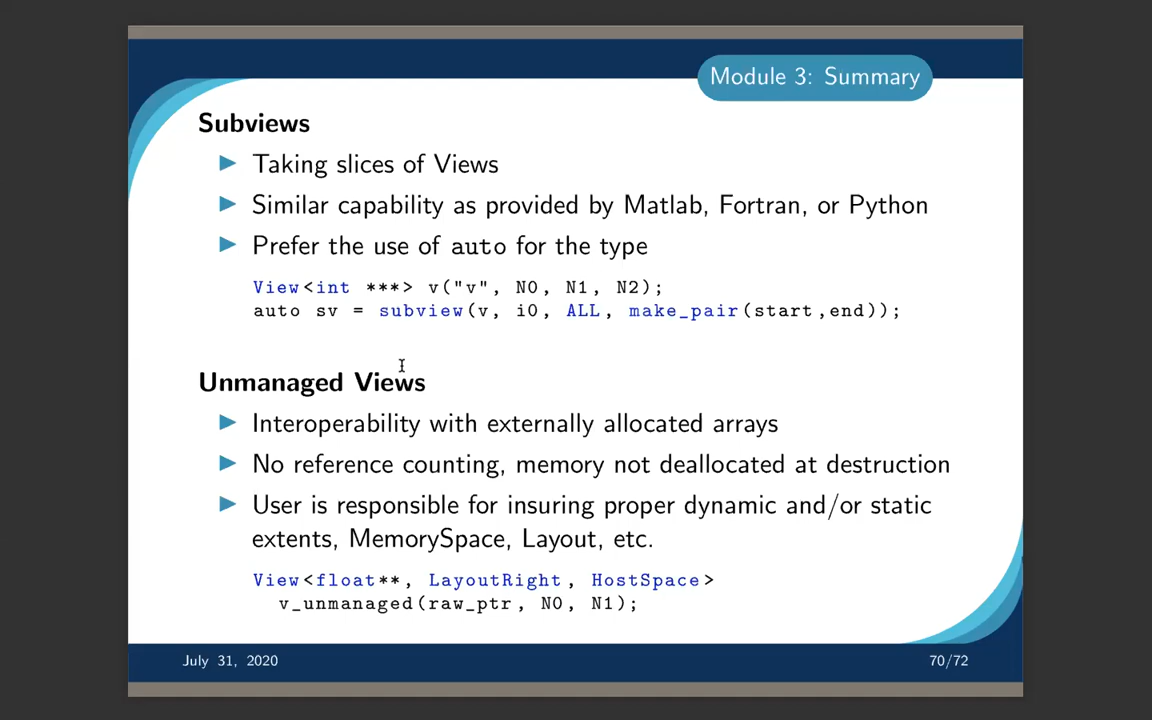 Module 3: Summary
Subviews
Taking slices of Views
Similar capability as provided by Matlab, Fortran, or Python
Prefer the use of auto for the type
View<int ***> v("v", N0, N1, N2);
auto sv = subview(v, i0, ALL, make_pair(start,end));
Unmanaged Views
Interoperability with externally allocated arrays
No reference counting, memory not deallocated at destruction
User is responsible for insuring proper dynamic and/or static
extents, MemorySpace, Layout, etc.
View<float**, LayoutRight, HostSpace>
v_unmanaged(raw_ptr, N0, N1);
July 31, 2020
70/72